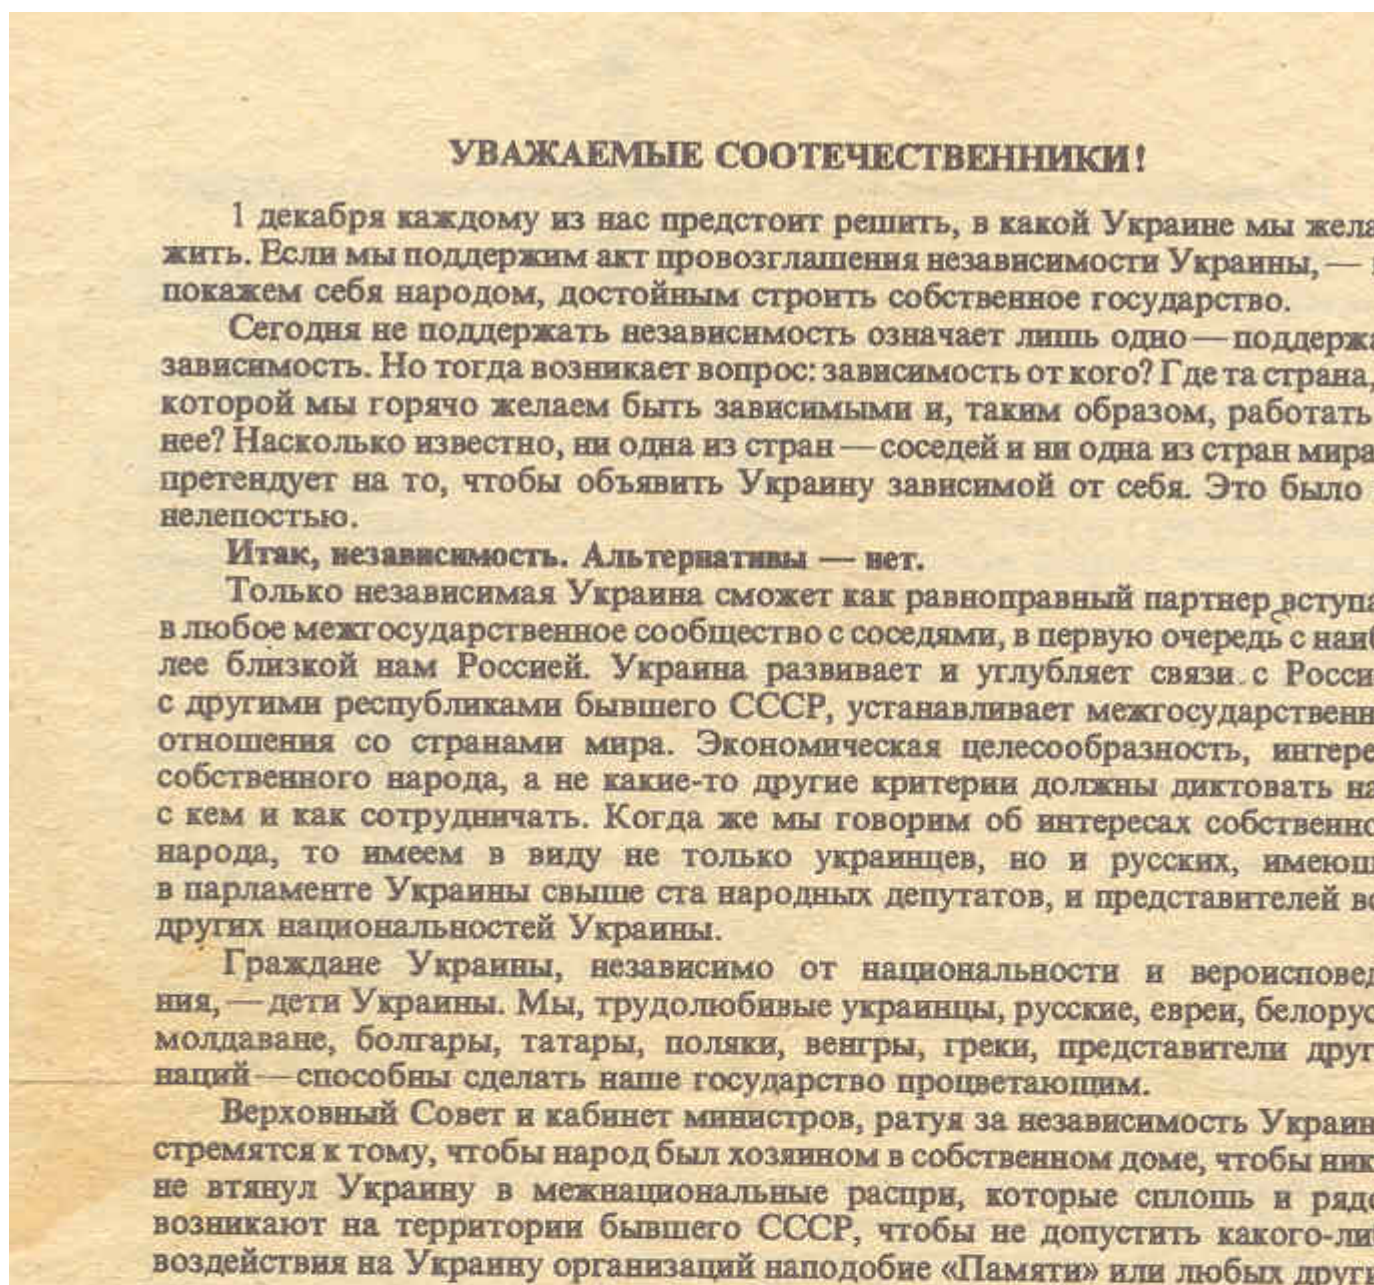 УВАЖАЕМЫЕ СООТЕЧЕСТВЕННИКИ!
1 декабря каждому из нас предстоит решить, в какой Украине мы жела
жить. Если мы поддержим акт провозглашения независимости Украины, —
покажем себя народом, достойным строить собственное государство.
Сегодня не поддержать независимость означает лишь одно — поддержа
зависимость. Но тогда возникает вопрос: зависимость от кого? Где та страна,
которой мы горячо желаем быть зависимыми и, таким образом, работать
нее? Насколько известно, ни одна из стран — соседей и ни одна из стран мира
претендует на то, чтобы объявить Украину зависимой от себя. Это было
нелепостью.
Итак, независимость. Альтернативы — нет.
Только независимая Украина сможет как равноправный партнер вступа
в любое межгосударственное сообщество с соседями, в первую очередь с наиб
лее близкой нам Россией. Украина развивает и углубляет связи с Росси
с другими республиками бывшего СССР, устанавливает межгосударственн
отношения со странами мира. Экономическая целесообразность, интере
собственного народа, а не какие-то другие критерии должны диктовать на
с кем и как сотрудничать. Когда же мы говорим об интересах собственно
народа, то имеем в виду не только украинцев, но и русских, имеющ
в парламенте Украины свыше ста народных депутатов, и представителей вс
других национальностей Украины.
Граждане Украины, независимо от национальности и вероисповед
ния, — дети Украины. Мы, трудолюбивые украинцы, русские, евреи, белорус
молдаване, болгары, татары, поляки, венгры, греки, представители друг
наций — способны сделать наше государство процветающим.
Верховный Совет и кабинет министров, ратуя за независимость Украин
стремятся к тому, чтобы народ был хозяином в собственном доме, чтобы ник
не втянул Украину в межнациональные распри, которые сплошь и рядо
возникают на территории бывшего СССР, чтобы не допустить какого-ли
воздействия на Украину организаций наподобие «Памяти» или любых други